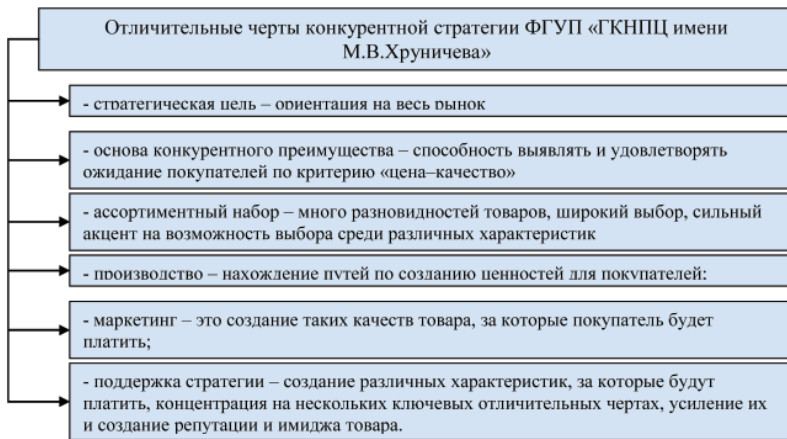 Отличительные черты конкурентной стратегии ФГУП «ГКНПЦ имени
М.В.Хруничева»
- стратегическая цель – ориентация на весь рынок
- основа конкурентного преимущества – способность выявлять и удовлетворять
ожидание покупателей по критерию «цена–качество»
- ассортиментный набор – много разновидностей товаров, широкий выбор, сильный
акцент на возможность выбора среди различных характеристик
- производство – нахождение путей по созданию ценностей для покупателей;
- маркетинг – это создание таких качеств товара, за которые покупатель будет
платить;
- поддержка стратегии – создание различных характеристик, за которые будут
платить, концентрация на нескольких ключевых отличительных чертах, усиление их
и создание репутации и имиджа товара.